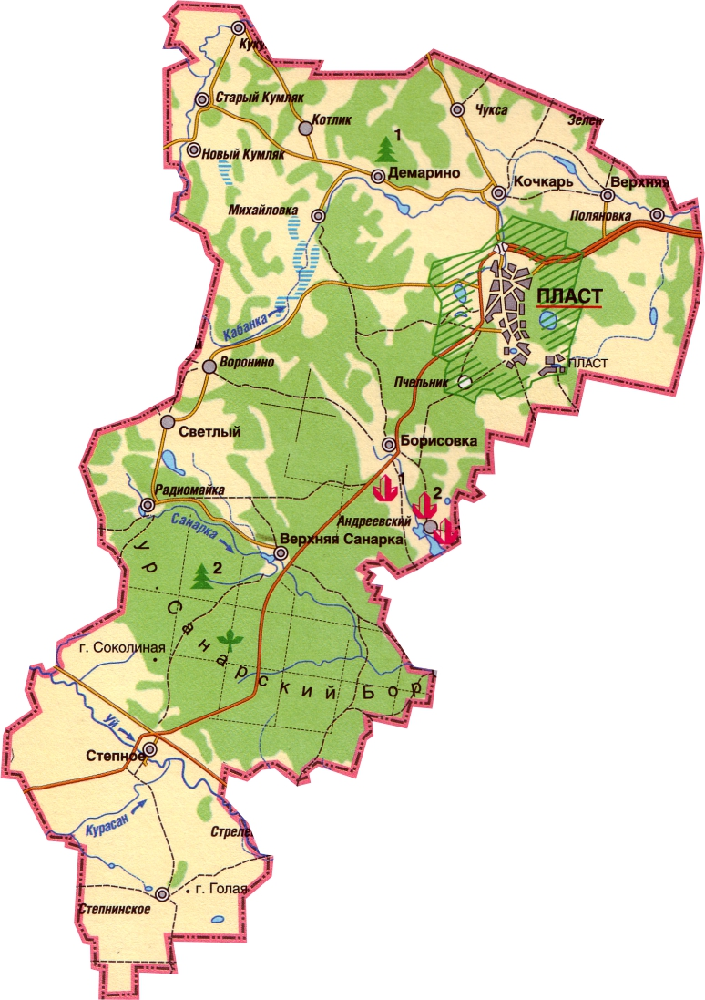 Куку
Старый Кумляк
Котлик
Чукса
Зелен
1
Новый Кумляк
Демарино
Кочкарь
Верхняя
Михайловка
Поляновка
ПЛАСТ
Кабанка
й
Воронино
ПЛАСТ
Пчельник
Светлый
Борисовка
1
Радиомайка
2
Санарка
Андреевский
Верхняя Санарка
2
ур. Санарский Бор
г. Соколиная
Уй
Степное
Курасан
Стреле
г. Голая
Степнинское